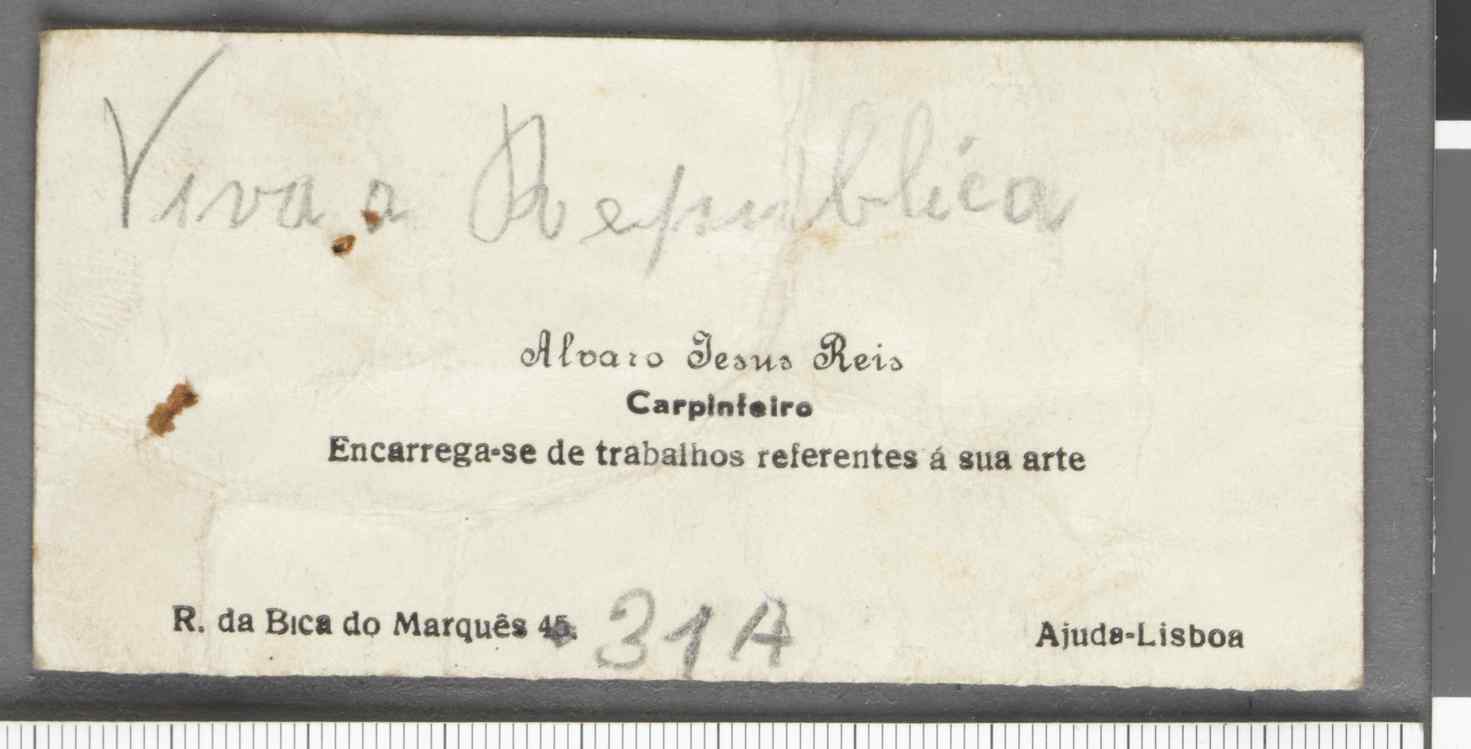 Viva a Republica
Alvaro Jesus Reis
Carpinteiro
Encarrega-se de trabalhos referentes á sua arte
R. da Bica do Marquês 45. 31A
Ajuda-Lisboa